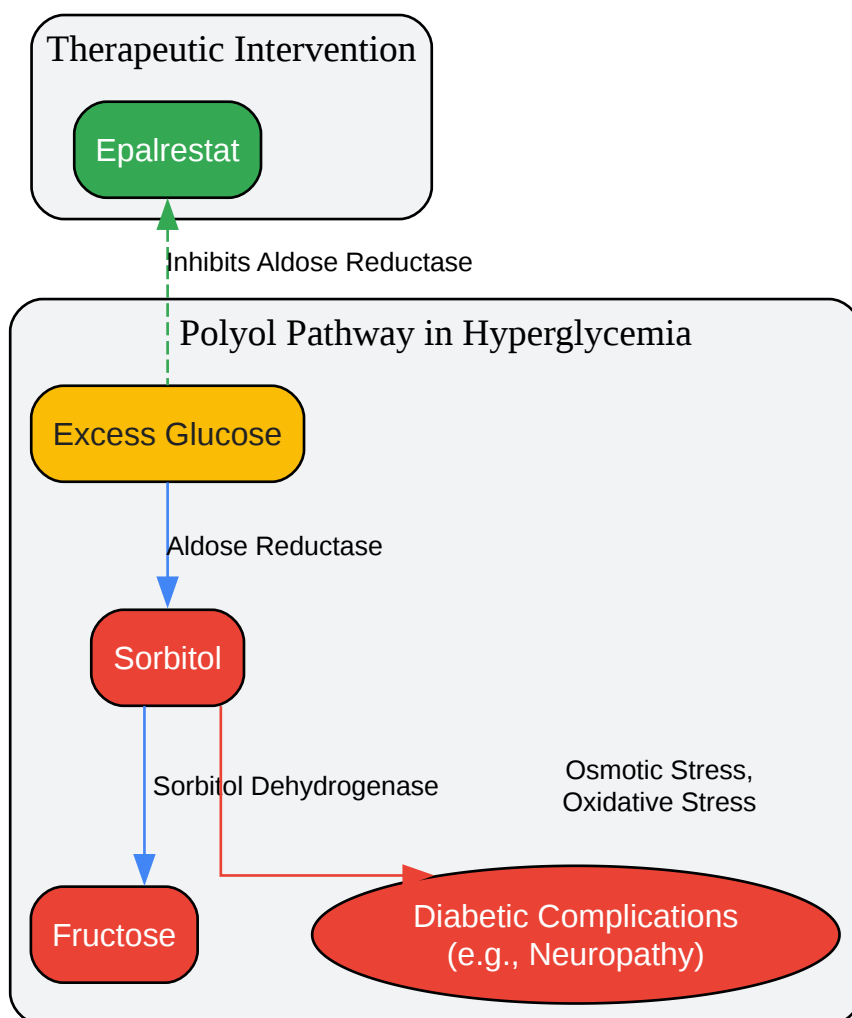 Therapeutic Intervention
Epalrestat
Inhibits Aldose Reductase
Polyol Pathway in Hyperglycemia
Excess Glucose
Aldose Reductase
Sorbitol
Sorbitol Dehydrogenase
Osmotic Stress,
Oxidative Stress
Fructose
Diabetic Complications
(e.g., Neuropathy)